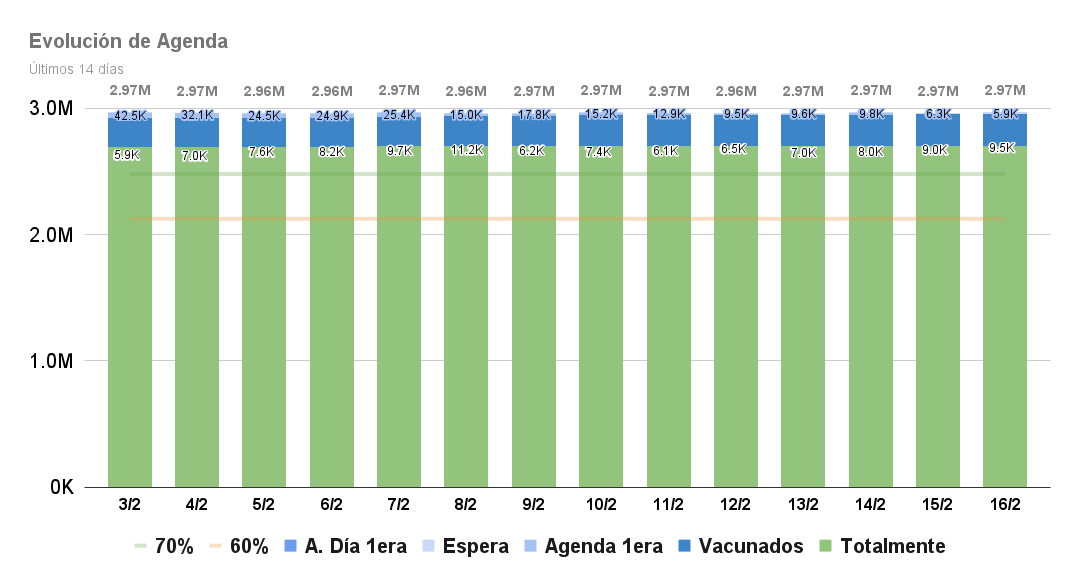 Evolución de Agenda
Últimos 14 días
2.97M 2.97M 2.96M 2.96M 2.97M 2.96M 2.97M 2.97M 2.97M 2.96M 2.97M 2.97M 2.97M 2.97M
3.0M
42.5K 32.1K 24.5K 24.9K 25.4K 15.0K 17.8K 15.2K 12.9K 9.5K 9.6K 9.8K 6.3K 5.9K
5.9K 7.0K 7.6K 8.2K 9.7K 11.2K 6.2K 7.4K 6.1K 6.5K 7.0K 8.0K 9.0K 9.5K
2.0M
1.0M
0K
3/2 4/2 5/2 6/2 7/2 8/2 9/2 10/2 11/2 12/2 13/2 14/2 15/2 16/2
70% 60% A. Día 1era Espera Agenda 1era Vacunados Totalmente